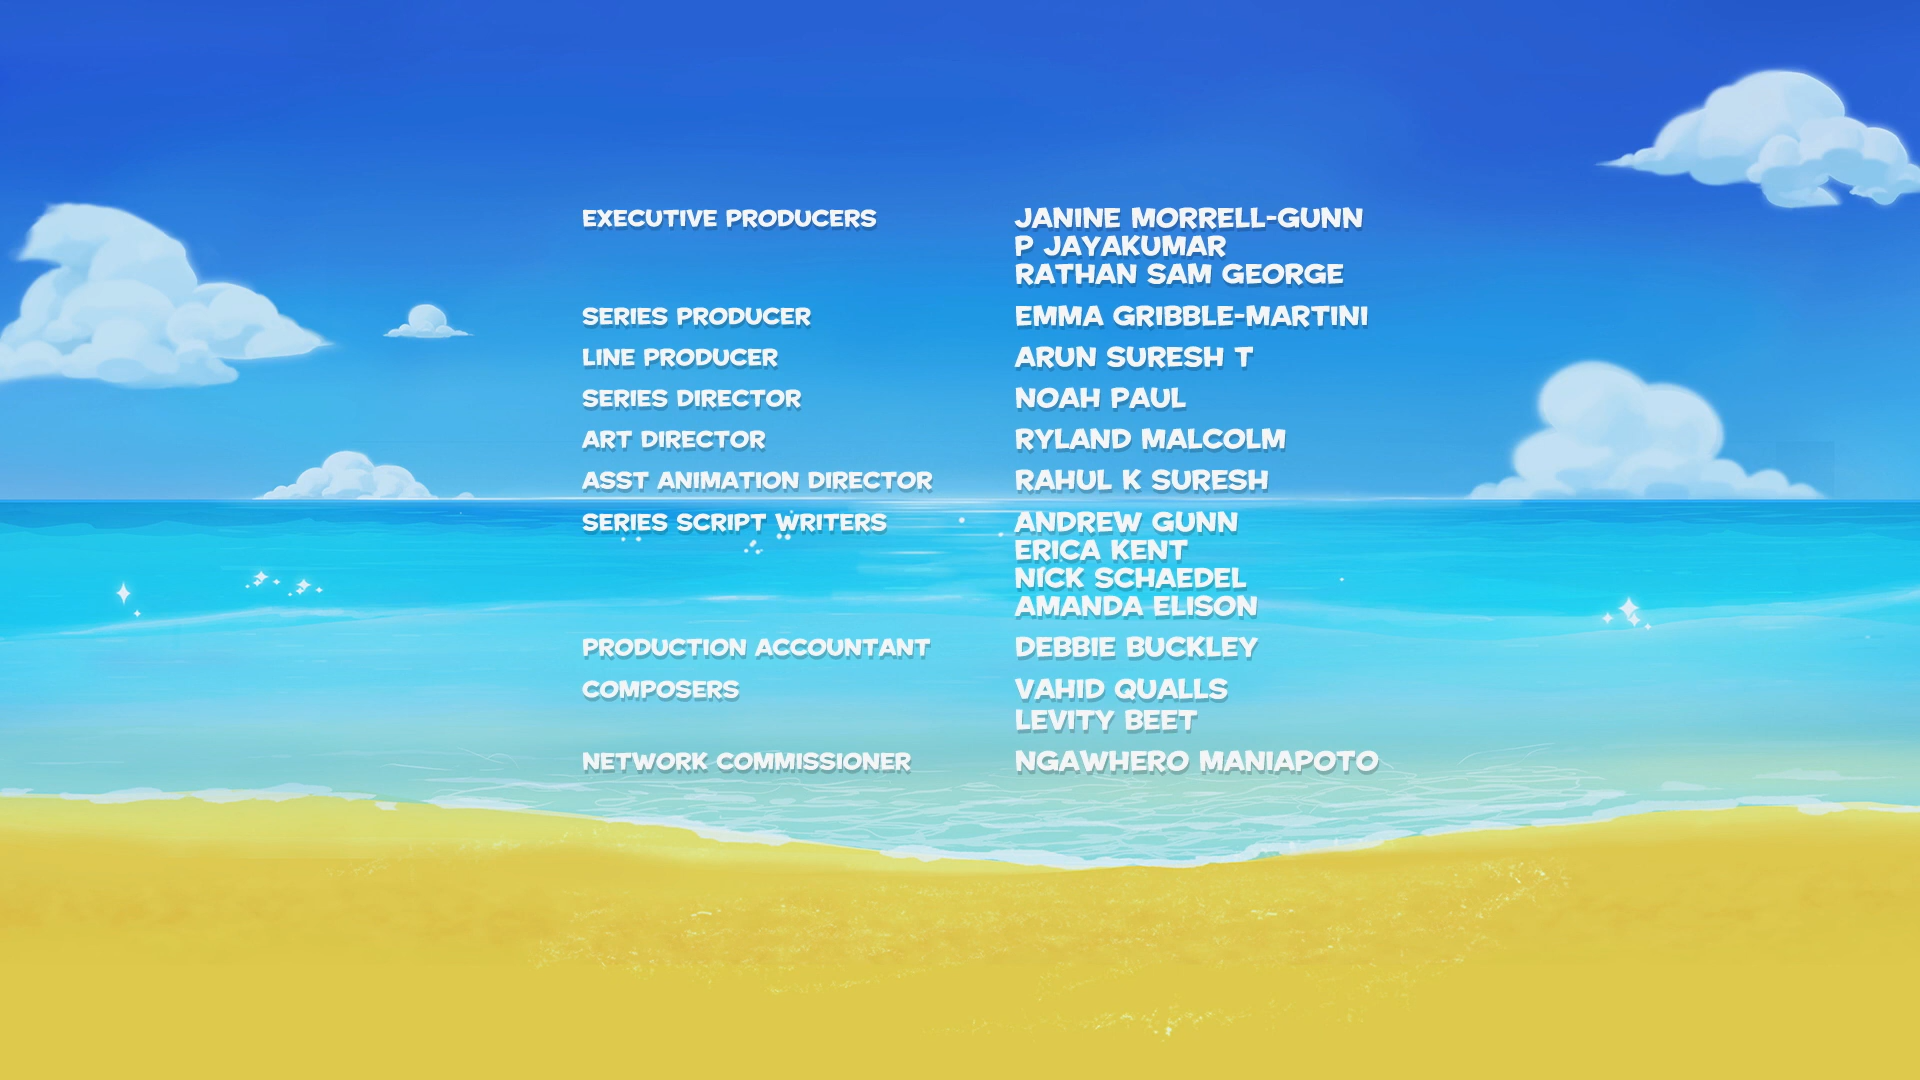 EXECUTIVE PRODUCERS JANINE MORRELL-GUNN
P JAYAKUMAR
RATHAN SAM GEORGE
SERIES PRODUCER EMMA GRIBBLE-MARTINI
LINE PRODUCER ARUN SURESH T
SERIES DIRECTOR NOAH PAUL
ART DIRECTOR RYLAND MALCOLM
ASST ANIMATION DIRECTOR RAHUL K SURESH
SERIES SCRIPT WRITERS ANDREW GUNN
ERICA KENT
NICK SCHAEDEL
AMANDA ELISON
PRODUCTION ACCOUNTANT DEBBIE BUCKLEY
COMPOSERS VAHID QUALLS
LEVITY BEET
NETWORK COMMISSIONER NGAWHERO MANIAPOTO